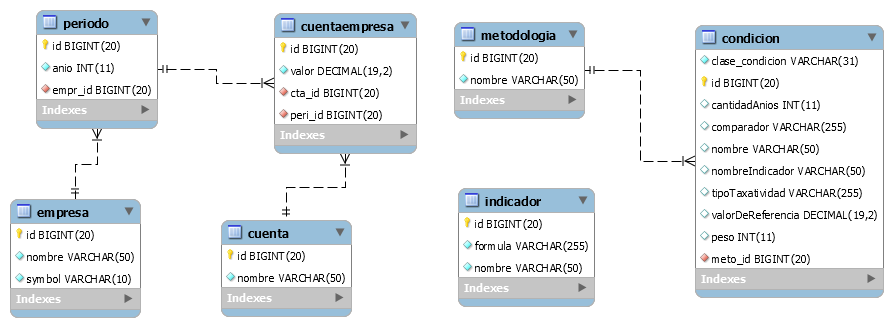 periodo
id BIGINT(20)
anio INT(11)
empr_id BIGINT(20)
Indexes
cuentaempresa
id BIGINT(20)
valor DECIMAL(19,2)
cta_id BIGINT(20)
peri_id BIGINT(20)
Indexes
metodologia
id BIGINT(20)
nombre VARCHAR(50)
Indexes
condicion
clase_condicion VARCHAR(31)
id BIGINT(20)
cantidadAnios INT(11)
comparador VARCHAR(255)
nombre VARCHAR(50)
nombreIndicador VARCHAR(50)
tipoTaxatividad VARCHAR(255)
valorDeReferencia DECIMAL(19,2)
peso INT(11)
meto_id BIGINT(20)
Indexes
empresa
id BIGINT(20)
nombre VARCHAR(50)
symbol VARCHAR(10)
Indexes
cuenta
id BIGINT(20)
nombre VARCHAR(50)
Indexes
indicador
id BIGINT(20)
formula VARCHAR(255)
nombre VARCHAR(50)
Indexes